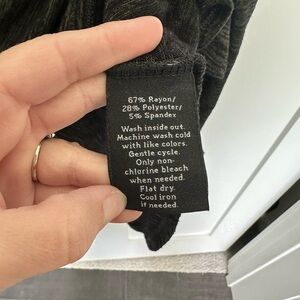 67% Rayon/
28% Polyester/
5% Spandex
Wash inside out.
Machine wash cold
with like colors.
Gentle cycle.
Only non-
chlorine bleach
when needed.
Flat dry.
Cool iron
if needed.